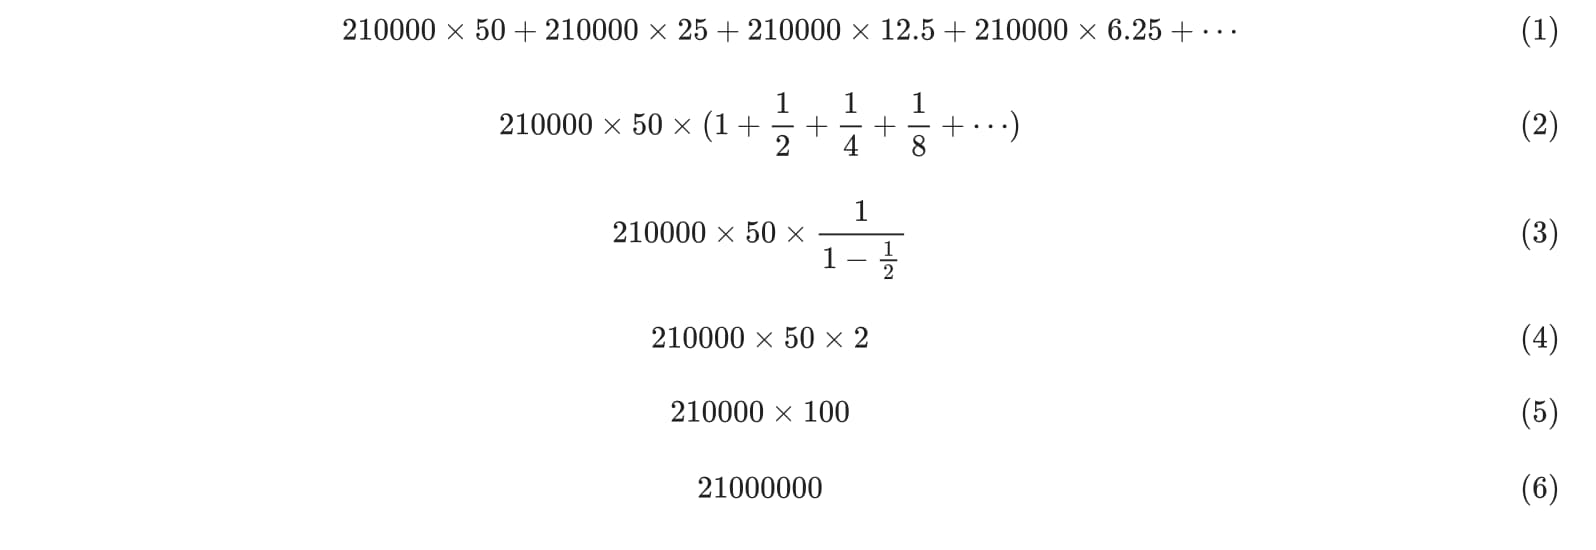 210000 × 50 + 210000 × 25 + 210000 × 12.5 + 210000 × 6.25 + ··· (1)
210000 × 50 × (1 + 1/2 + 1/4 + 1/8 + ···) (2)
210000 × 50 × 1/(1 − 1/2) (3)
210000 × 50 × 2 (4)
210000 × 100 (5)
21000000 (6)